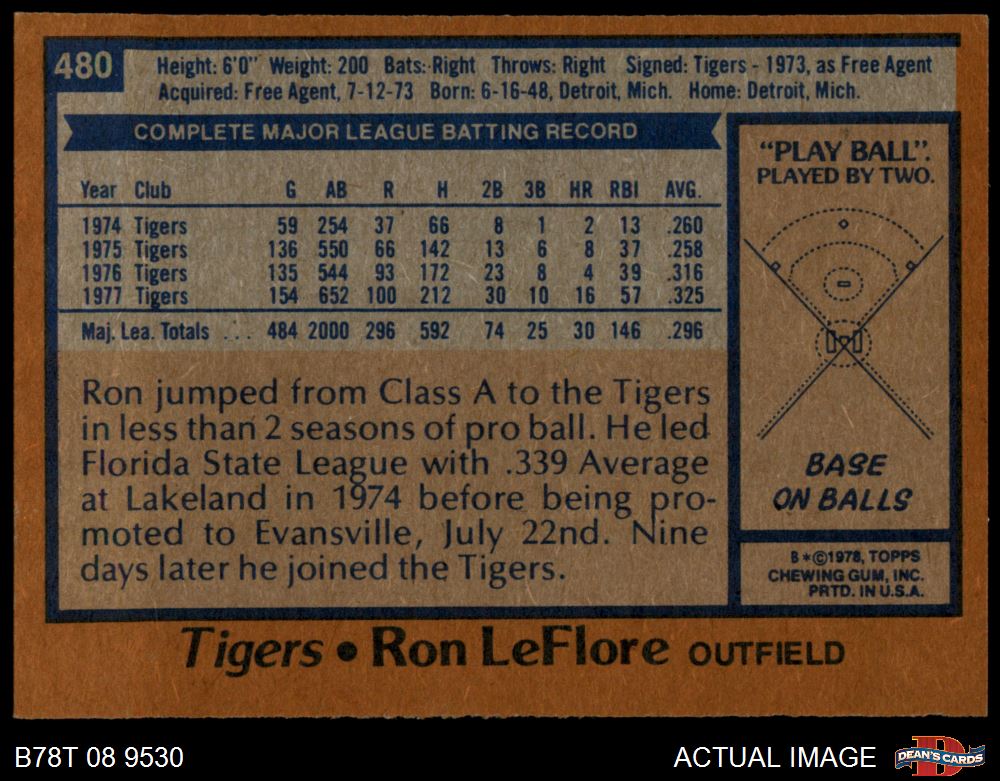 480
Height: 6'0" Weight: 200 Bats: Right Throws: Right Signed: Tigers - 1973, as Free Agent
Acquired: Free Agent, 7-12-73 Born: 6-16-48, Detroit, Mich. Home: Detroit, Mich.
COMPLETE MAJOR LEAGUE BATTING RECORD
Year Club G AB R H 2B 3B HR RBI AVG.
1974 Tigers 59 254 37 66 8 1 2 13 .260
1975 Tigers 136 550 66 142 13 6 8 37 .258
1976 Tigers 135 544 93 172 23 8 4 39 .316
1977 Tigers 154 652 100 212 30 10 16 57 .325
Maj. Lea. Totals . . . 484 2000 296 592 74 25 30 146 .296
Ron jumped from Class A to the Tigers
in less than 2 seasons of pro ball. He led
Florida State League with .339 Average
at Lakeland in 1974 before being pro-
moted to Evansville, July 22nd. Nine
days later he joined the Tigers.
"PLAY BALL".
PLAYED BY TWO.
BASE
ON BALLS
B*©1978, TOPPS
CHEWING GUM, INC.
PRTD. IN U.S.A.
Tigers • Ron LeFlore OUTFIELD
B78T 08 9530
ACTUAL IMAGE
D
DEAN'S CARDS